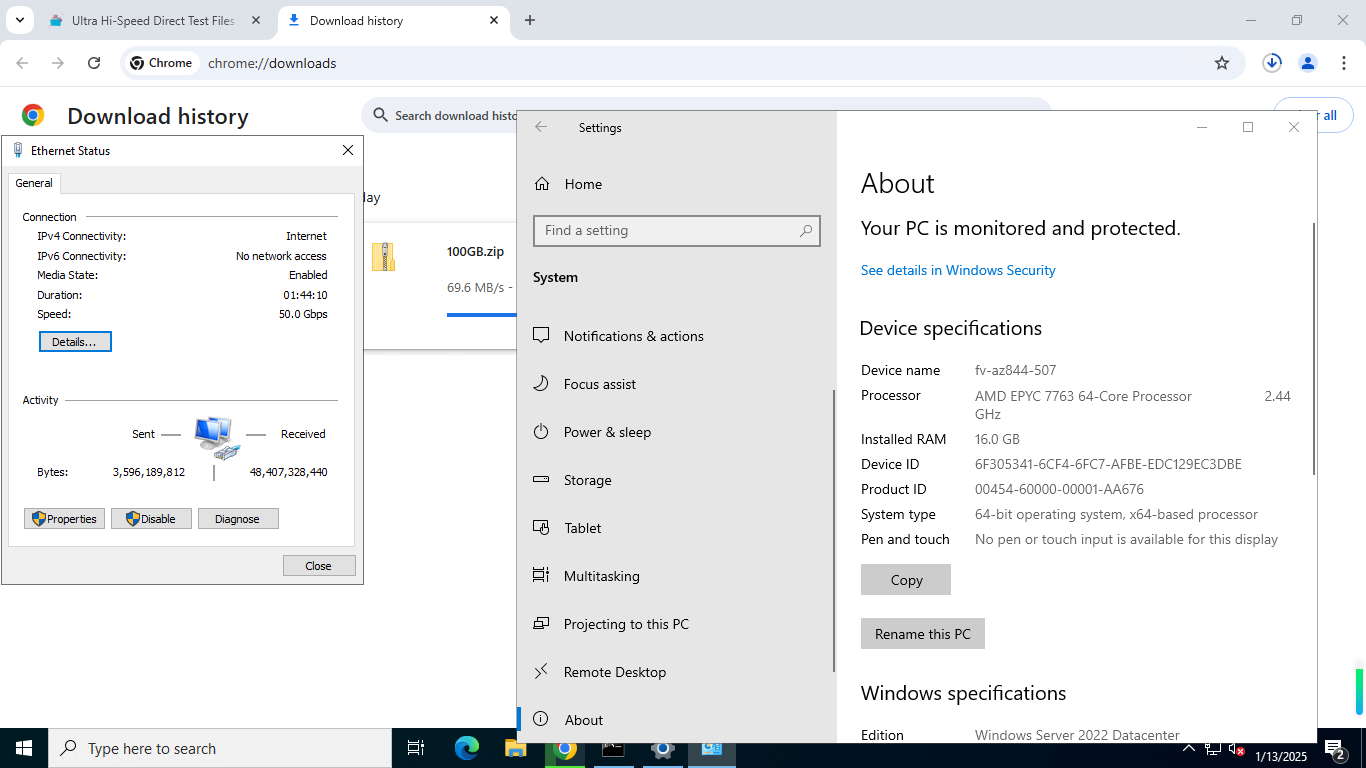 Ultra Hi-Speed Direct Test Files
Download history
Chrome
chrome://downloads
Download history
Search download histo
all
day
100GB.zip
69.6 MB/s -
Ethernet Status
General
Connection
IPv4 Connectivity: Internet
IPv6 Connectivity: No network access
Media State: Enabled
Duration: 01:44:10
Speed: 50.0 Gbps
Details...
Activity
Sent Received
Bytes: 3,596,189,812 48,407,328,440
Properties Disable Diagnose
Close
Settings
Home
Find a setting
System
Notifications & actions
Focus assist
Power & sleep
Storage
Tablet
Multitasking
Projecting to this PC
Remote Desktop
About
About
Your PC is monitored and protected.
See details in Windows Security
Device specifications
Device name fv-az844-507
Processor AMD EPYC 7763 64-Core Processor 2.44
GHz
Installed RAM 16.0 GB
Device ID 6F305341-6CF4-6FC7-AFBE-EDC129EC3DBE
Product ID 00454-60000-00001-AA676
System type 64-bit operating system, x64-based processor
Pen and touch No pen or touch input is available for this display
Copy
Rename this PC
Windows specifications
Edition Windows Server 2022 Datacenter
Type here to search
1/13/2025
2